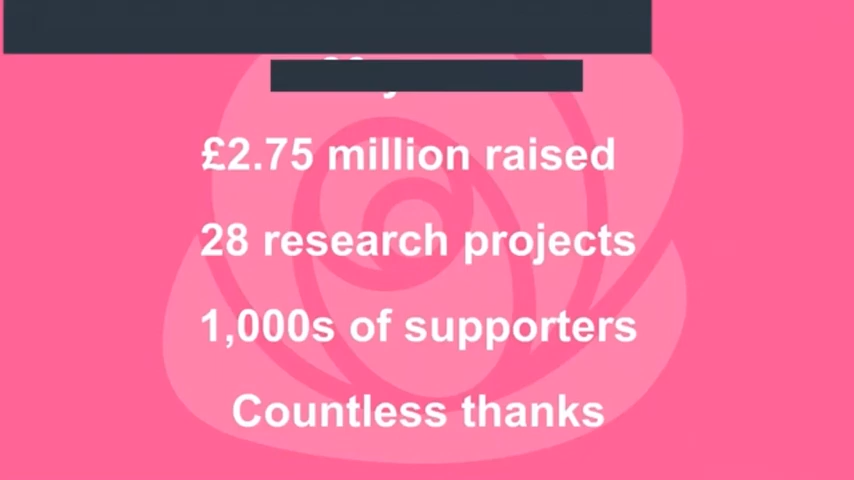 £2.75 million raised
28 research projects
1,000s of supporters
Countless thanks